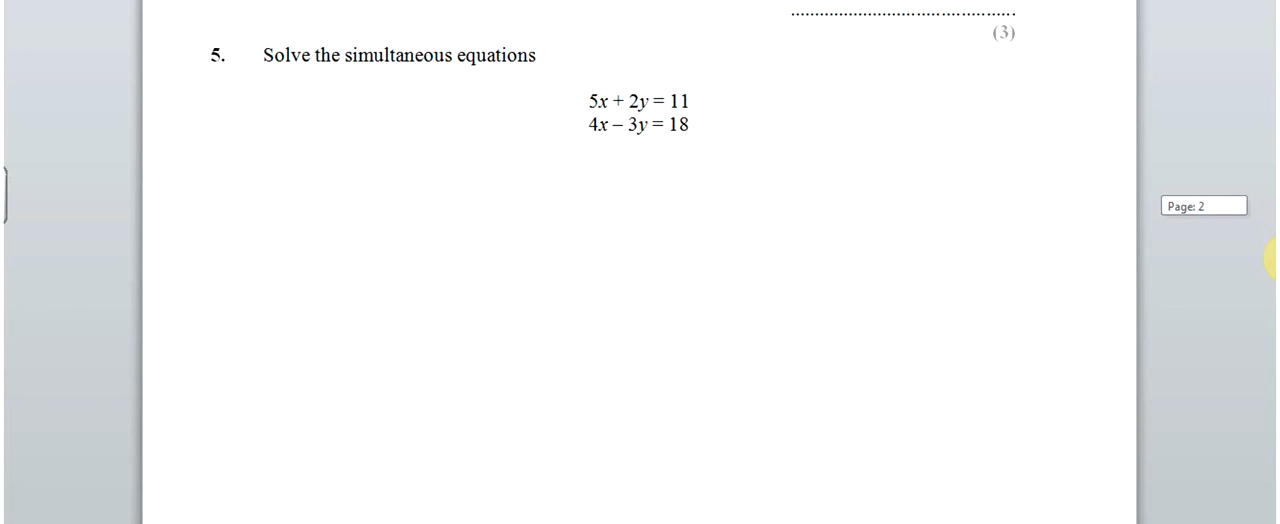 (3)
5. Solve the simultaneous equations
5x + 2y = 11
4x – 3y = 18
Page: 2